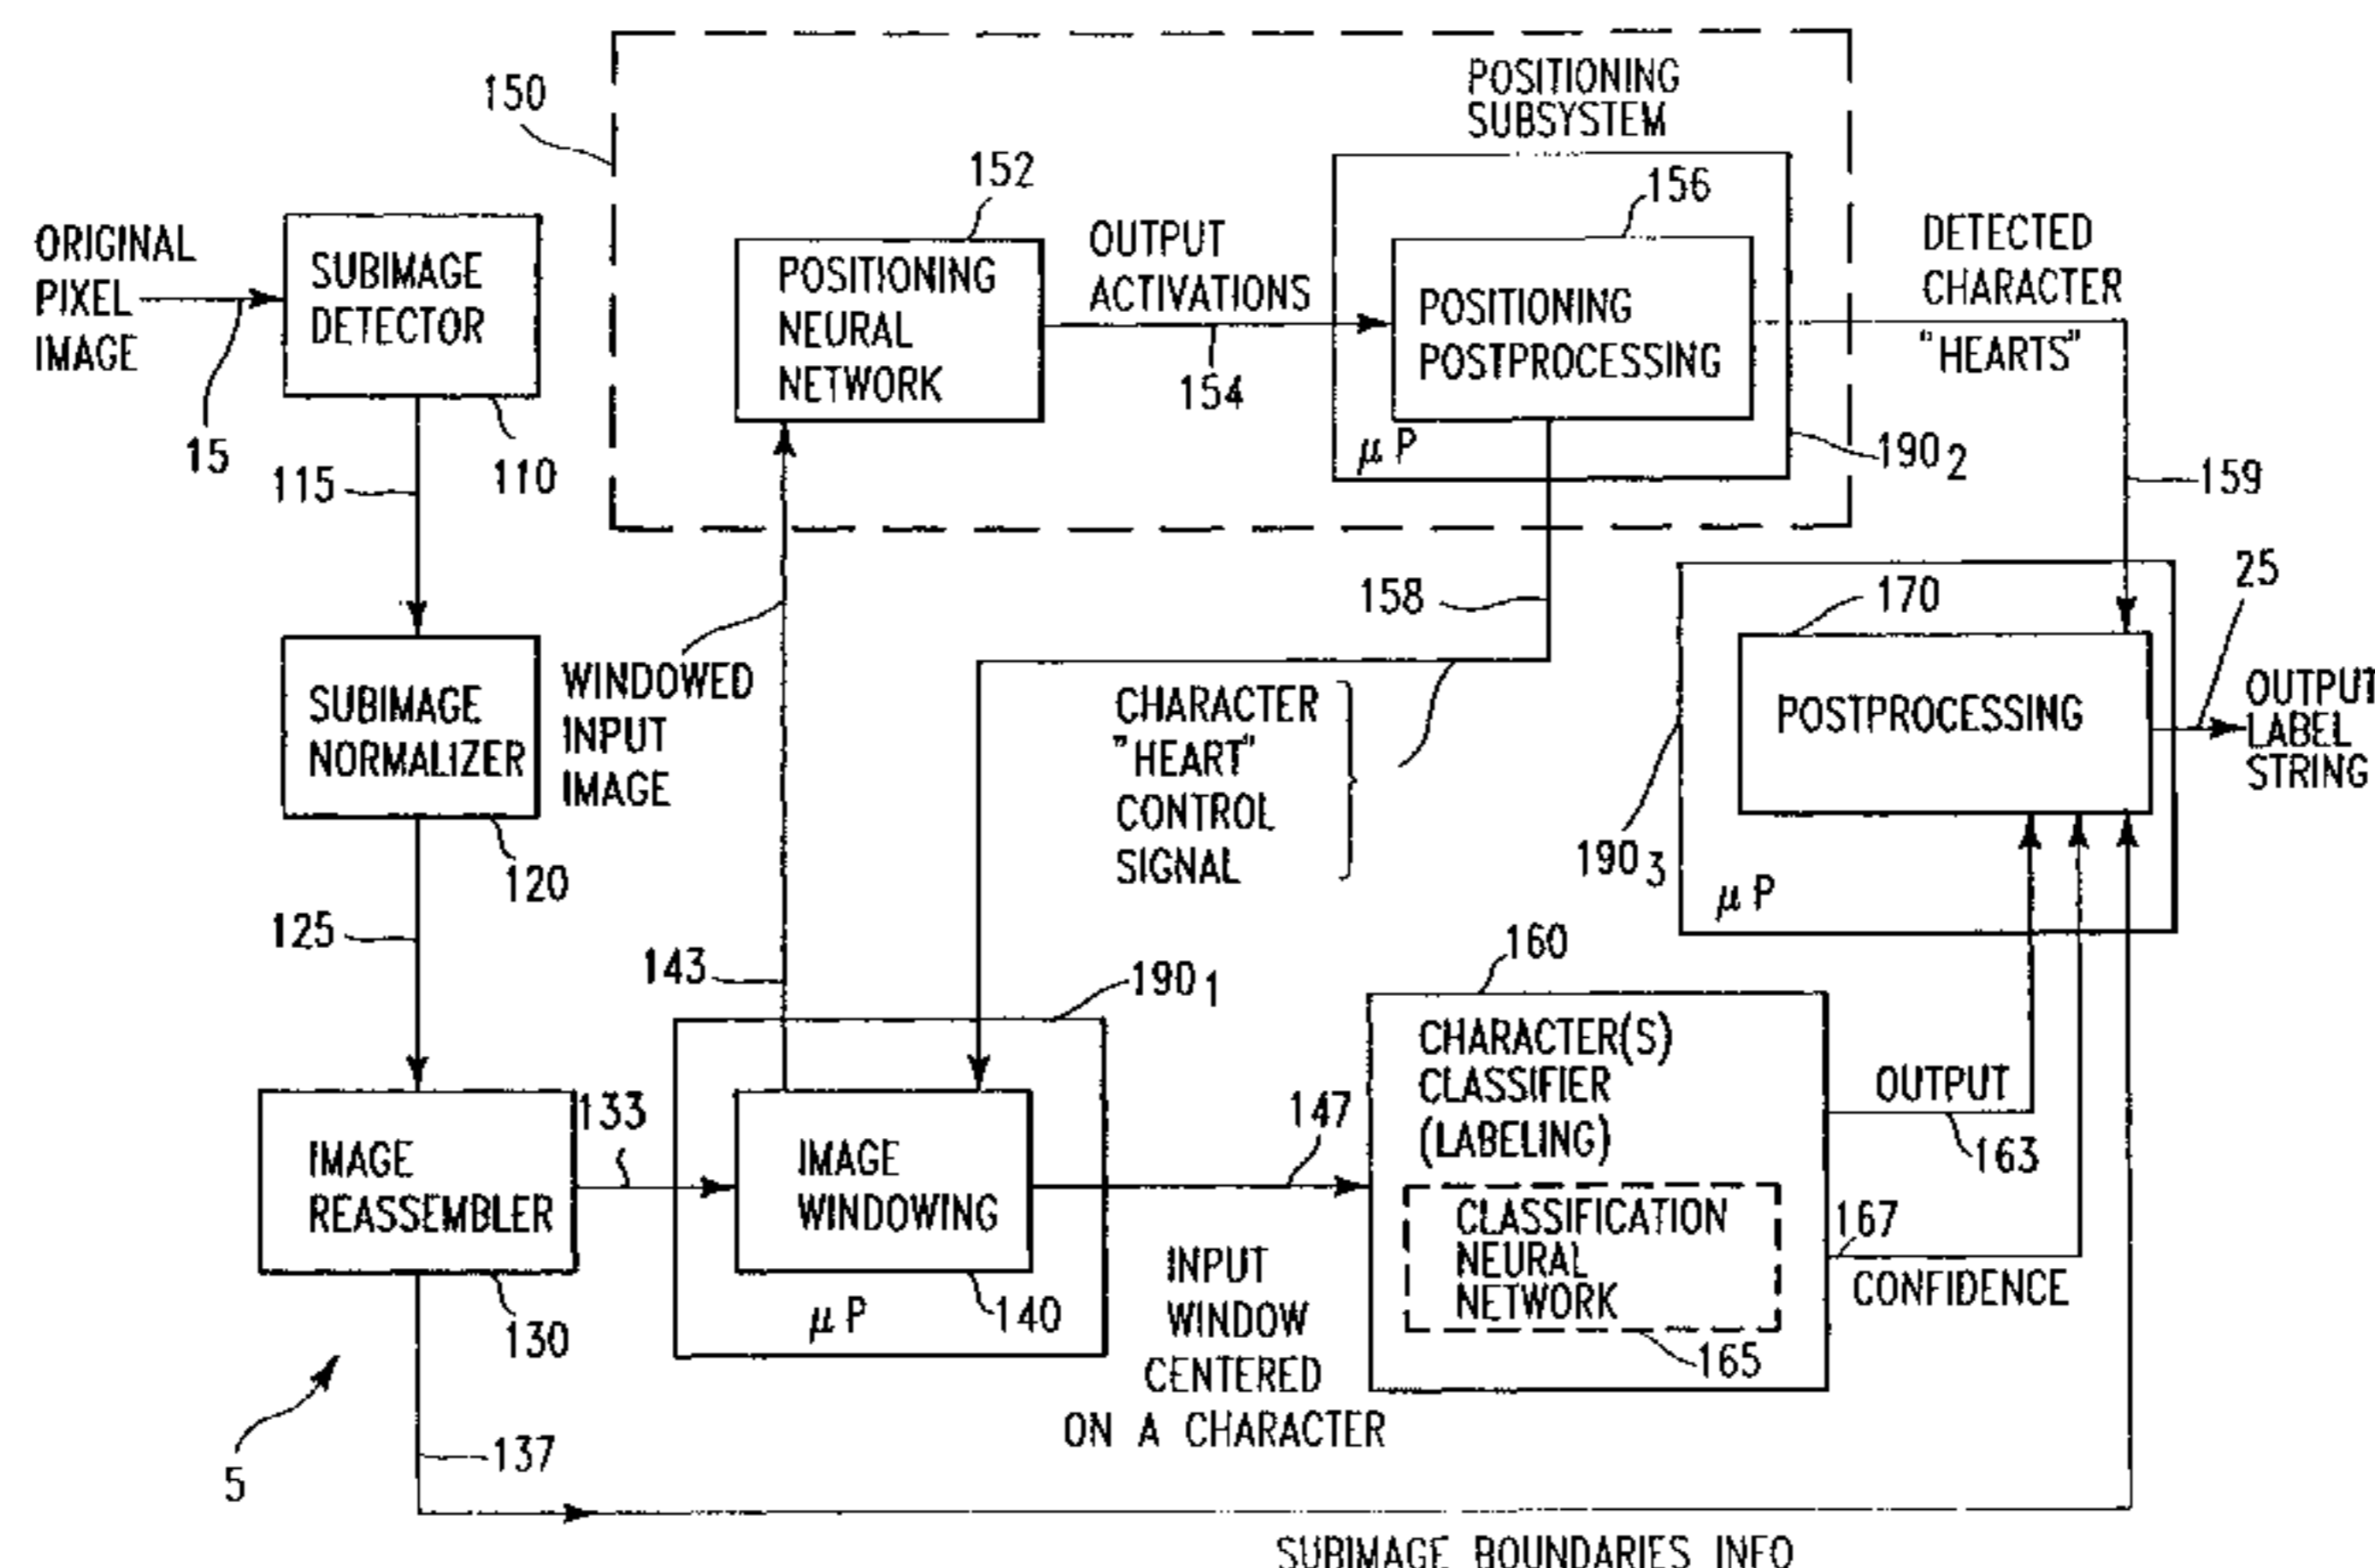 150
POSITIONING
SUBSYSTEM
152
156
ORIGINAL
PIXEL
IMAGE
SUBIMAGE
DETECTOR
POSITIONING
NEURAL
NETWORK
OUTPUT
ACTIVATIONS
154
POSITIONING
POSTPROCESSING
μP
DETECTED
CHARACTER
"HEARTS"
15
110
115
190 2
159
158
170
25
SUBIMAGE
NORMALIZER
WINDOWED
INPUT
IMAGE
CHARACTER
"HEART"
CONTROL
SIGNAL
POSTPROCESSING
OUTPUT
LABEL
STRING
120
190 3
μP
125
143
190 1
160
133
IMAGE
REASSEMBLER
IMAGE
WINDOWING
147
CHARACTER(S)
CLASSIFIER
(LABELING)
OUTPUT
163
CLASSIFICATION
NEURAL
NETWORK
167
CONFIDENCE
130
μP
140
INPUT
WINDOW
CENTERED
ON A CHARACTER
165
5
137
SUBIMAGE BOUNDARIES INFO